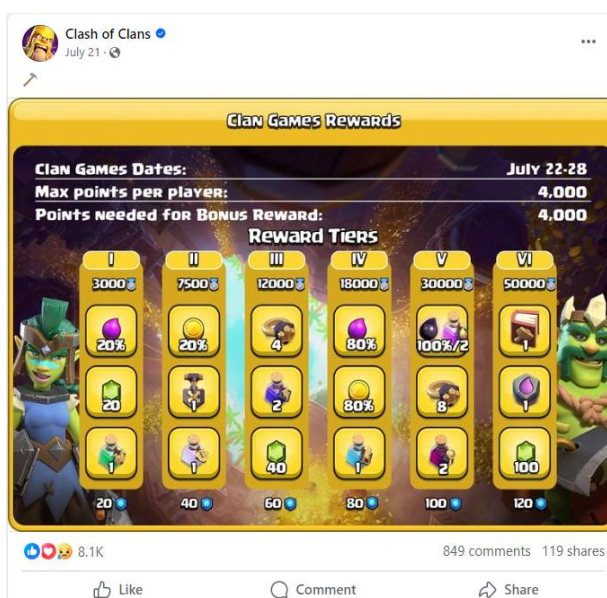 Clash of Clans
July 21
Clan Games Rewards
Clan Games Dates: July 22-28
Max points per player: 4,000
Points needed for Bonus Reward: 4,000
Reward Tiers
I II III IV V VI
3000 7500 12000 18000 30000 50000
20% 20% 4 80% 100%/2 1
20 1 2 80% 8 1
1 1 40 1 2 100
20 40 60 80 100 120
8.1K 849 comments 119 shares
Like Comment Share